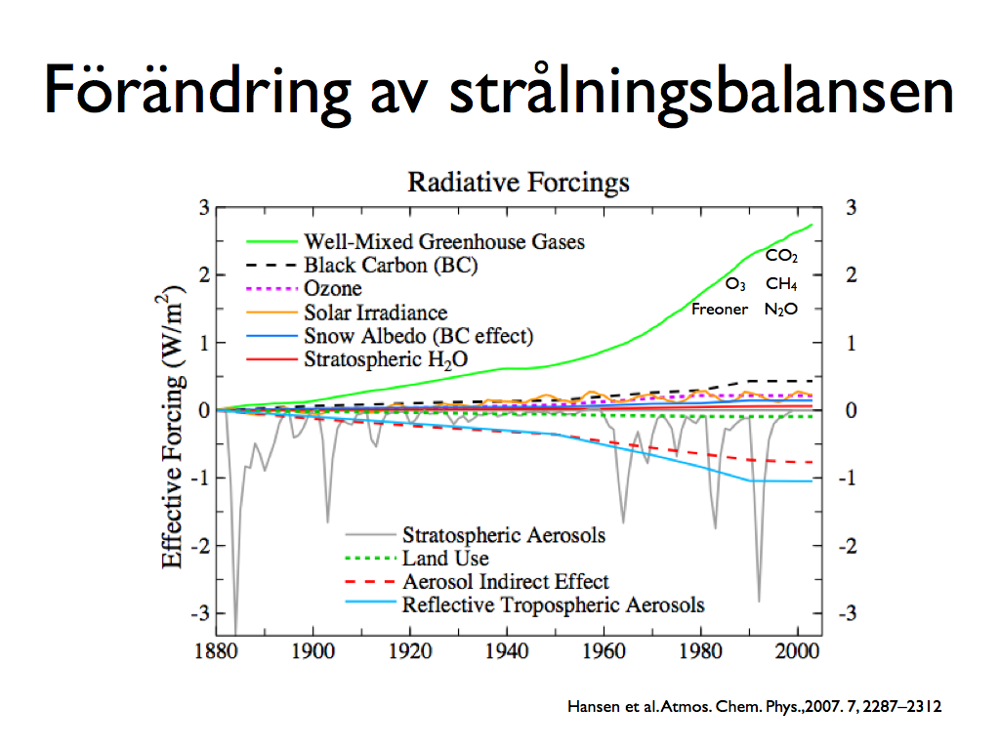 Förändring av strålningsbalansen
Radiative Forcings
3
2
1
0
-1
-2
-3
Effective Forcing (W/m²)
Well-Mixed Greenhouse Gases
Black Carbon (BC)
Ozone
Solar Irradiance
Snow Albedo (BC effect)
Stratospheric H₂O
CO₂
O₃ CH₄
Freoner N₂O
Stratospheric Aerosols
Land Use
Aerosol Indirect Effect
Reflective Tropospheric Aerosols
3
2
1
0
-1
-2
-3
1880 1900 1920 1940 1960 1980 2000
Hansen et al. Atmos. Chem. Phys.,2007. 7, 2287–2312